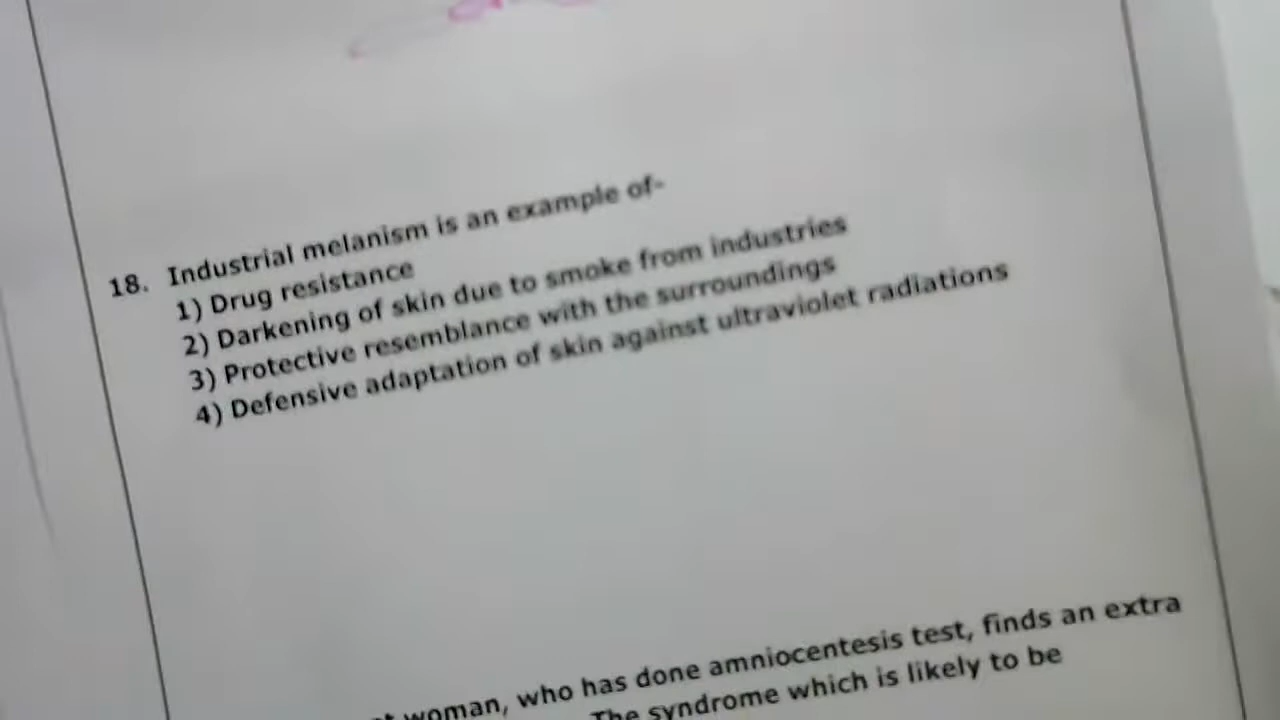 18. Industrial melanism is an example of-
1) Drug resistance
2) Darkening of skin due to smoke from industries
3) Protective resemblance with the surroundings
4) Defensive adaptation of skin against ultraviolet radiations
woman, who has done amniocentesis test, finds an extra
The syndrome which is likely to be